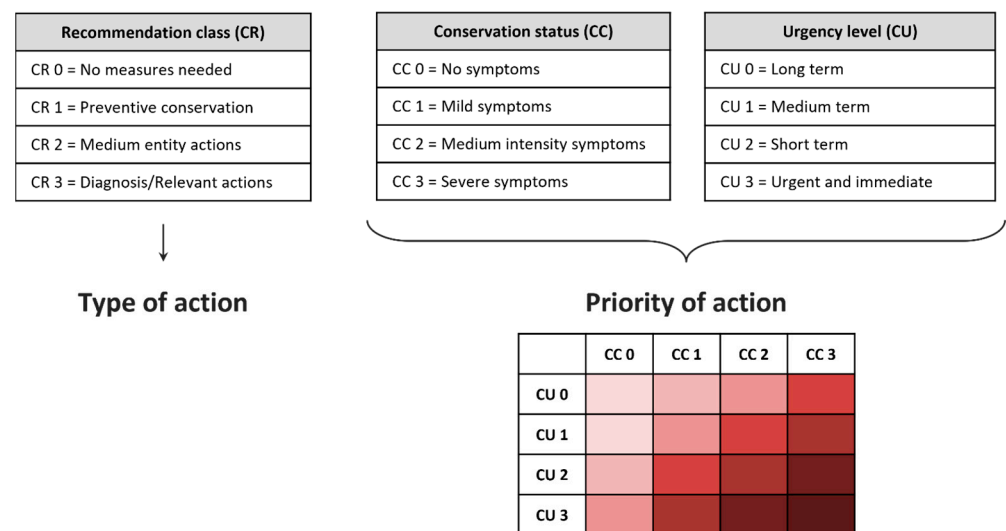 Recommendation class (CR)
CR 0 = No measures needed
CR 1 = Preventive conservation
CR 2 = Medium entity actions
CR 3 = Diagnosis/Relevant actions
Conservation status (CC)
CC 0 = No symptoms
CC 1 = Mild symptoms
CC 2 = Medium intensity symptoms
CC 3 = Severe symptoms
Urgency level (CU)
CU 0 = Long term
CU 1 = Medium term
CU 2 = Short term
CU 3 = Urgent and immediate
Type of action
Priority of action
CC 0 CC 1 CC 2 CC 3
CU 0
CU 1
CU 2
CU 3